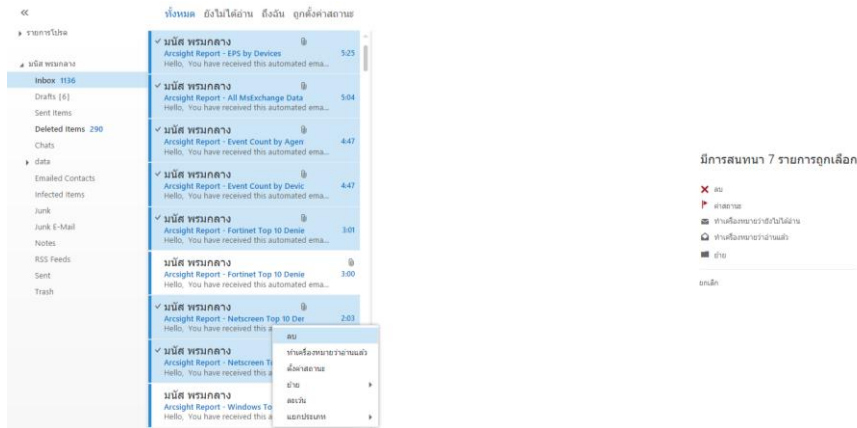 ทั้งหมด ยังไม่ได้อ่าน ถึงฉัน ถูกตั้งค่าสถานะ
รายการโปรด
มนัส พรมกลาง
Inbox 1136
Drafts [6]
Sent Items
Deleted Items 290
Chats
data
Emailed Contacts
Infected Items
Junk
Junk E-Mail
Notes
RSS Feeds
Sent
Trash
มนัส พรมกลาง
Arcsight Report - EPS by Devices 5:25
Hello, You have received this automated ema...
มนัส พรมกลาง
Arcsight Report - All MsExchange Data 5:04
Hello, You have received this automated ema...
มนัส พรมกลาง
Arcsight Report - Event Count by Agen 4:47
Hello, You have received this automated ema...
มนัส พรมกลาง
Arcsight Report - Event Count by Devic 4:47
Hello, You have received this automated ema...
มนัส พรมกลาง
Arcsight Report - Fortinet Top 10 Denie 3:01
Hello, You have received this automated ema...
มนัส พรมกลาง
Arcsight Report - Fortinet Top 10 Denie 3:00
Hello, You have received this automated ema...
มนัส พรมกลาง
Arcsight Report - Netscreen Top 10 Der 2:03
Hello, You have received this a
มนัส พรมกลาง
Arcsight Report - Netscreen T
Hello, You have received this a
มนัส พรมกลาง
Arcsight Report - Windows To
Hello, You have received this a
ลบ
ทำเครื่องหมายว่าอ่านแล้ว
ตั้งค่าสถานะ
ย้าย
ละเว้น
แยกประเภท
มีการสนทนา 7 รายการถูกเลือก
ลบ
ค่าสถานะ
ทำเครื่องหมายว่ายังไม่ได้อ่าน
ทำเครื่องหมายว่าอ่านแล้ว
ย้าย
ยกเลิก